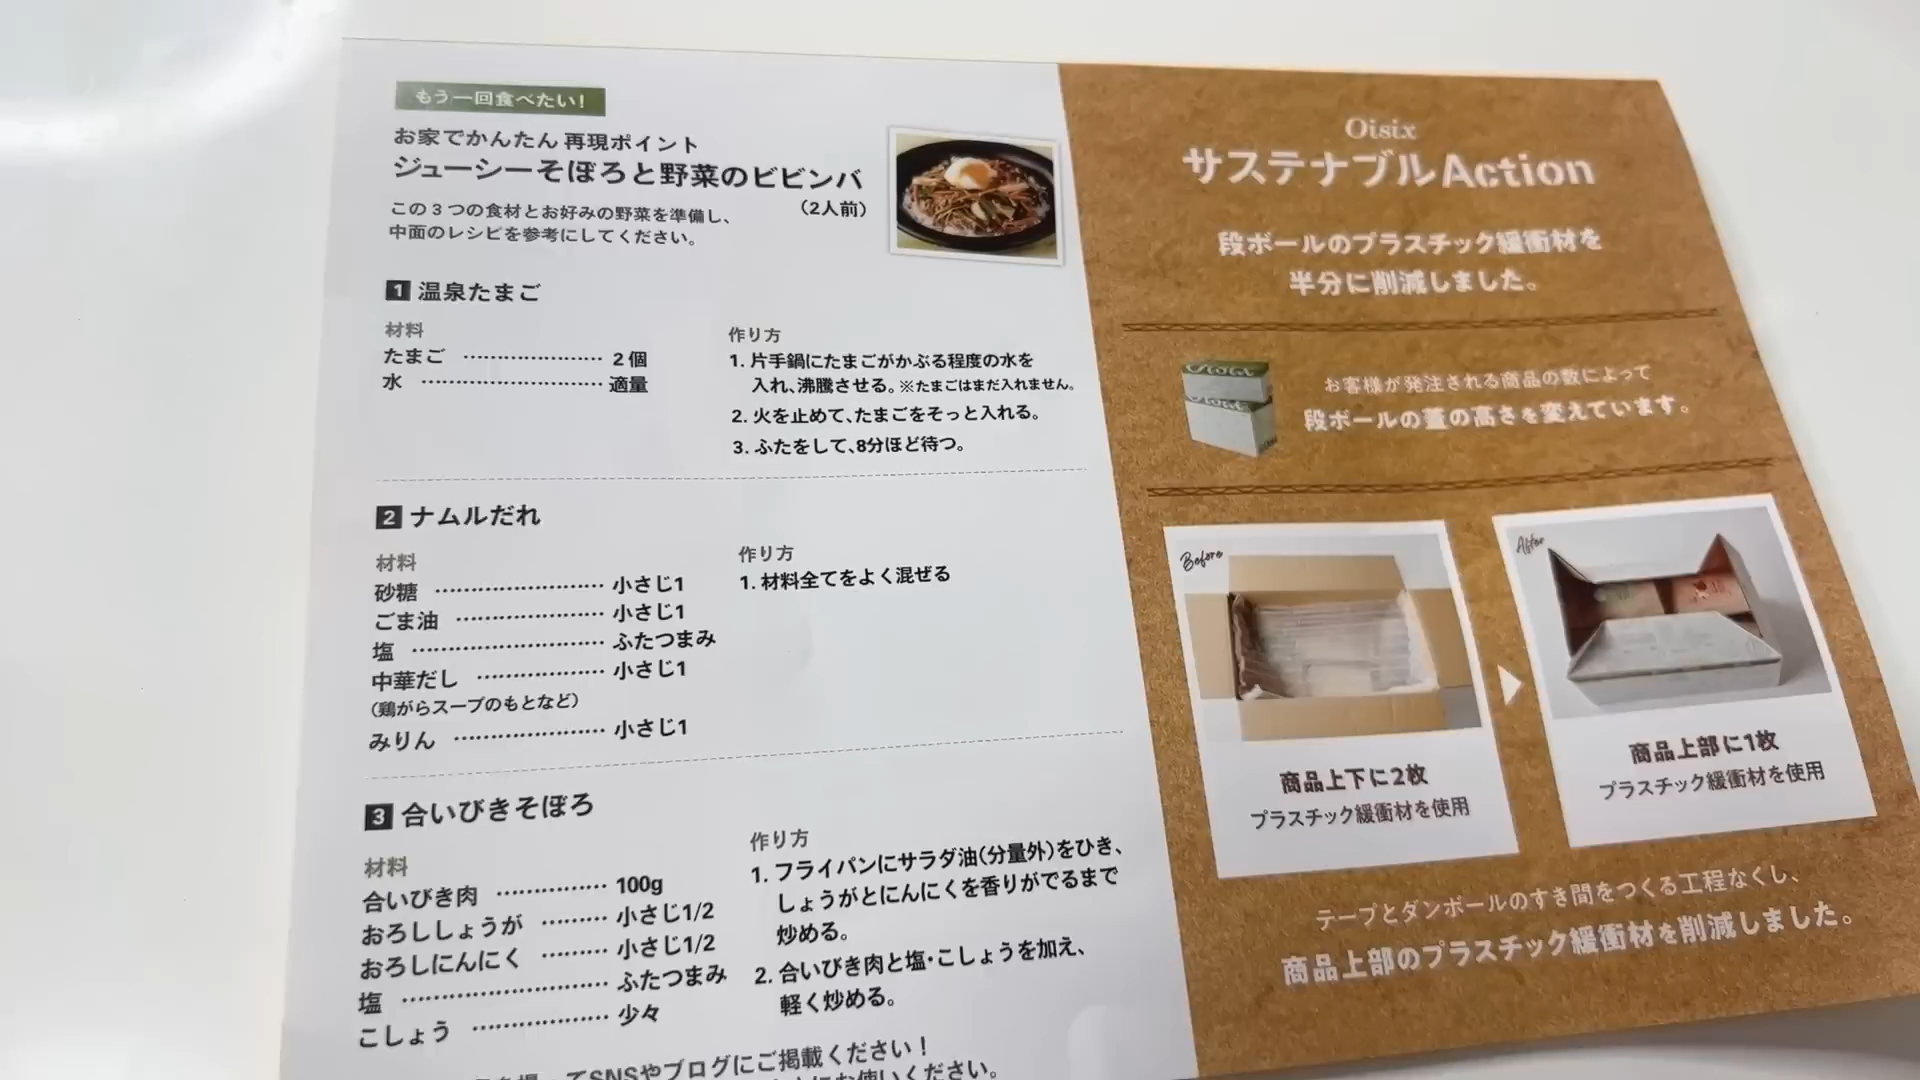 もう一回食べたい!
お家でかんたん 再現ポイント
ジューシーそぼろと野菜のビビンバ
(2人前)
この3つの食材とお好みの野菜を準備し、
中面のレシピを参考にしてください。
1 温泉たまご
材料
たまご ………………… 2個
水 ……………………… 適量
作り方
1. 片手鍋にたまごがかぶる程度の水を
入れ、沸騰させる。※たまごはまだ入れません。
2. 火を止めて、たまごをそっと入れる。
3. ふたをして、8分ほど待つ。
2 ナムルだれ
材料
砂糖 …………………… 小さじ1
ごま油 ………………… 小さじ1
塩 ……………………… ふたつまみ
中華だし ……………… 小さじ1
(鶏がらスープのもとなど)
みりん ………………… 小さじ1
作り方
1. 材料全てをよく混ぜる
3 合いびきそぼろ
材料
合いびき肉 …………… 100g
おろししょうが ……… 小さじ1/2
おろしにんにく ……… 小さじ1/2
塩 ……………………… ふたつまみ
こしょう ……………… 少々
作り方
1. フライパンにサラダ油(分量外)をひき、
しょうがとにんにくを香りがでるまで
炒める。
2. 合いびき肉と塩・こしょうを加え、
軽く炒める。
てSNSやブログにご掲載ください!
にお使いください。
Oisix
サステナブルAction
段ボールのプラスチック緩衝材を
半分に削減しました。
お客様が発注される商品の数によって
段ボールの蓋の高さを変えています。
Before
商品上下に2枚
プラスチック緩衝材を使用
After
商品上部に1枚
プラスチック緩衝材を使用
テープとダンボールのすき間をつくる工程なくし、
商品上部のプラスチック緩衝材を削減しました。